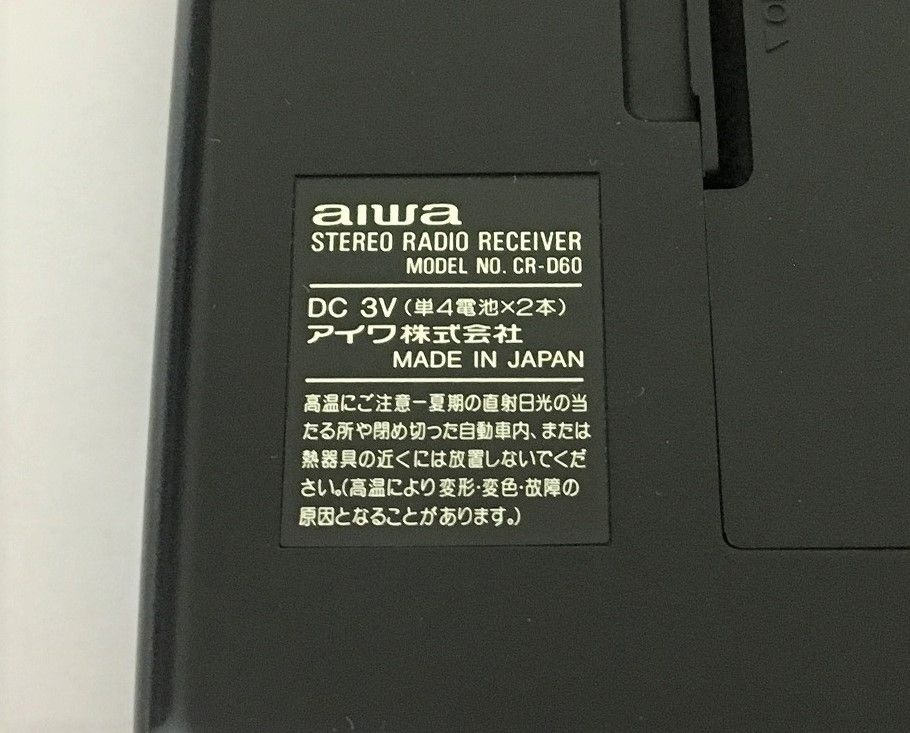 aiwa
STEREO RADIO RECEIVER
MODEL NO. CR-D60
DC 3V (単4電池×2本)
アイワ株式会社
MADE IN JAPAN
高温にご注意ー夏期の直射日光の当
たる所や閉め切った自動車内、または
熱器具の近くには放置しないでくだ
さい。(高温により変形・変色・故障の
原因となることがあります。)